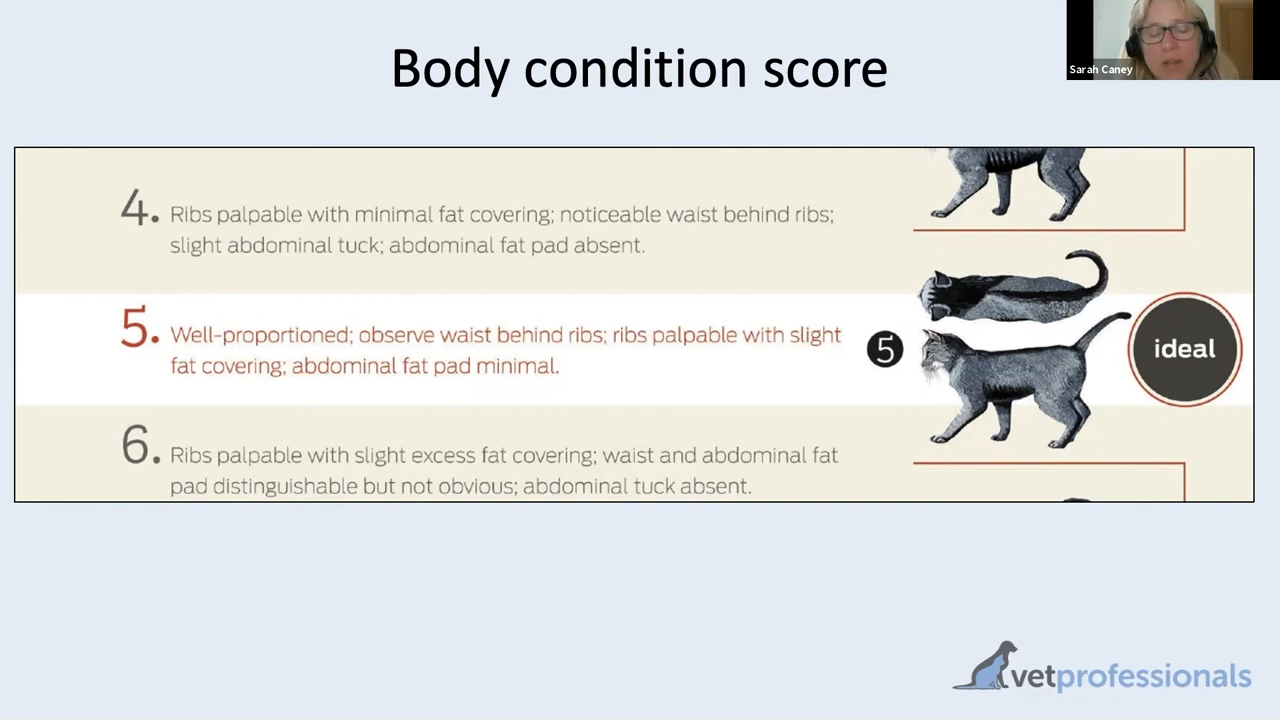 Body condition score
Sarah Caney
4. Ribs palpable with minimal fat covering; noticeable waist behind ribs;
slight abdominal tuck; abdominal fat pad absent.
5. Well-proportioned; observe waist behind ribs; ribs palpable with slight
fat covering; abdominal fat pad minimal.
5
ideal
6. Ribs palpable with slight excess fat covering; waist and abdominal fat
pad distinguishable but not obvious; abdominal tuck absent.
vetprofessionals